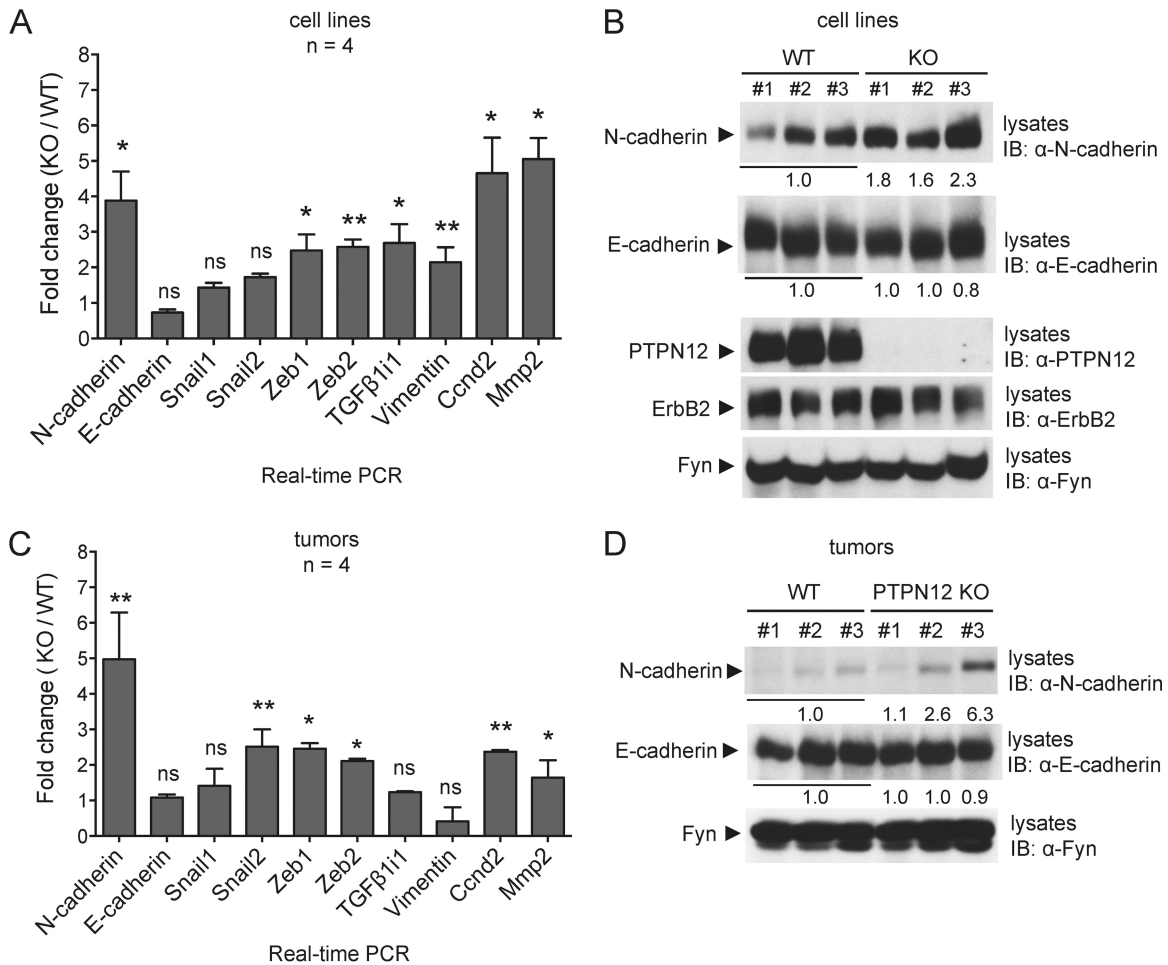 A
cell lines
n = 4
Fold change (KO / WT)
8
7
6
5
4
3
2
1
0
*
ns
ns
ns
*
**
*
**
*
*
N-cadherin
E-cadherin
Snail1
Snail2
Zeb1
Zeb2
TGFβ1i1
Vimentin
Ccnd2
Mmp2
Real-time PCR
B
cell lines
WT KO
#1 #2 #3 #1 #2 #3
N-cadherin
lysates
IB: α-N-cadherin
1.0 1.8 1.6 2.3
E-cadherin
lysates
IB: α-E-cadherin
1.0 1.0 1.0 0.8
PTPN12
lysates
IB: α-PTPN12
ErbB2
lysates
IB: α-ErbB2
Fyn
lysates
IB: α-Fyn
C
tumors
n = 4
Fold change ( KO / WT)
8
7
6
5
4
3
2
1
0
**
ns
ns
**
*
*
ns
ns
**
*
N-cadherin
E-cadherin
Snail1
Snail2
Zeb1
Zeb2
TGFβ1i1
Vimentin
Ccnd2
Mmp2
Real-time PCR
D
tumors
WT PTPN12 KO
#1 #2 #3 #1 #2 #3
N-cadherin
lysates
IB: α-N-cadherin
1.0 1.1 2.6 6.3
E-cadherin
lysates
IB: α-E-cadherin
1.0 1.0 1.0 0.9
Fyn
lysates
IB: α-Fyn